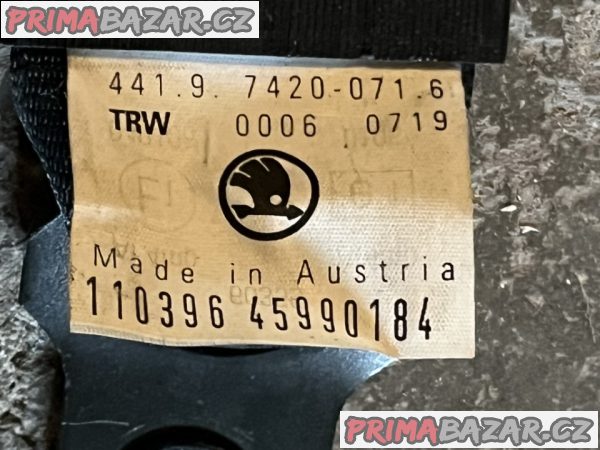 PRIMABAZAR.CZ
441.9. 7420-071.6
TRW 0006 0719
Made in Austria
110396 45990184
PRIMABAZAR.CZ